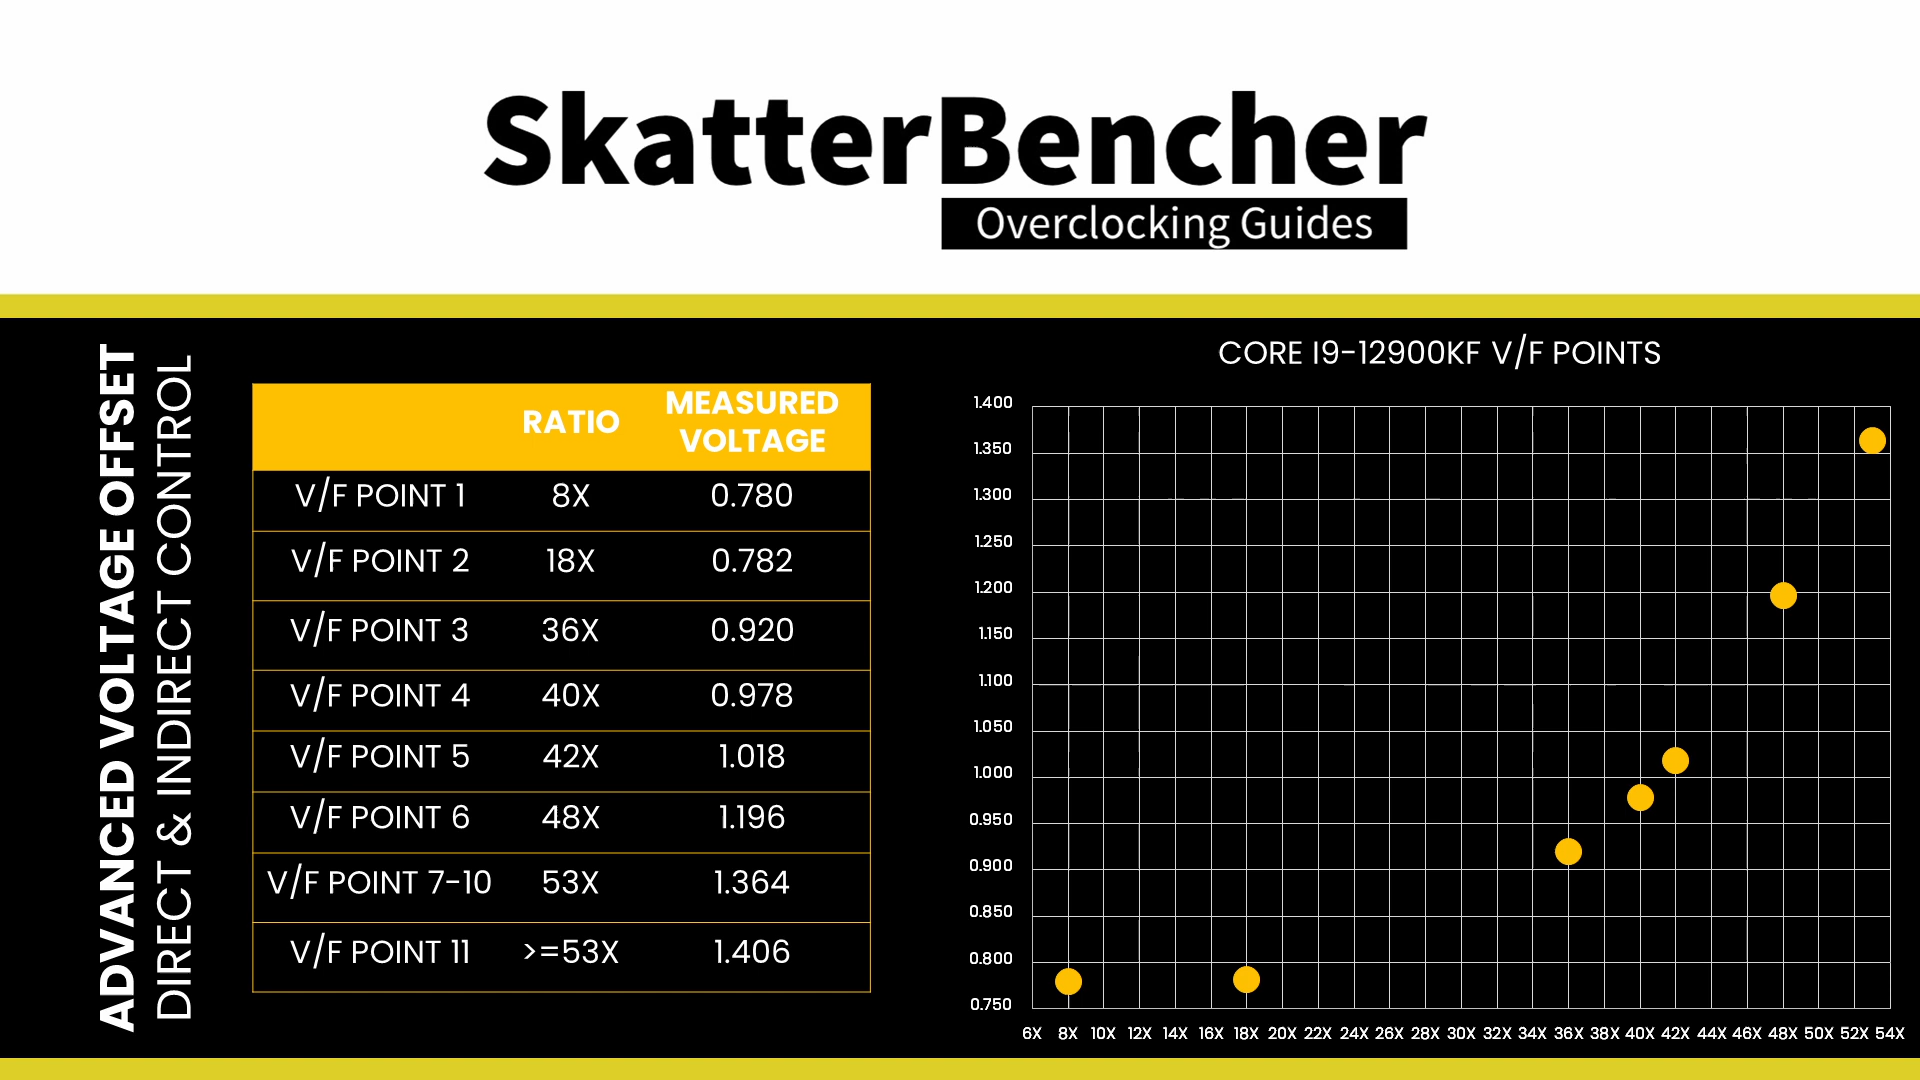 SkatterBencher
Overclocking Guides
ADVANCED VOLTAGE OFFSET
DIRECT & INDIRECT CONTROL
RATIO MEASURED VOLTAGE
V/F POINT 1 8X 0.780
V/F POINT 2 18X 0.782
V/F POINT 3 36X 0.920
V/F POINT 4 40X 0.978
V/F POINT 5 42X 1.018
V/F POINT 6 48X 1.196
V/F POINT 7-10 53X 1.364
V/F POINT 11 >=53X 1.406
CORE I9-12900KF V/F POINTS
1.400
1.350
1.300
1.250
1.200
1.150
1.100
1.050
1.000
0.950
0.900
0.850
0.800
0.750
6X 8X 10X 12X 14X 16X 18X 20X 22X 24X 26X 28X 30X 32X 34X 36X 38X 40X 42X 44X 46X 48X 50X 52X 54X